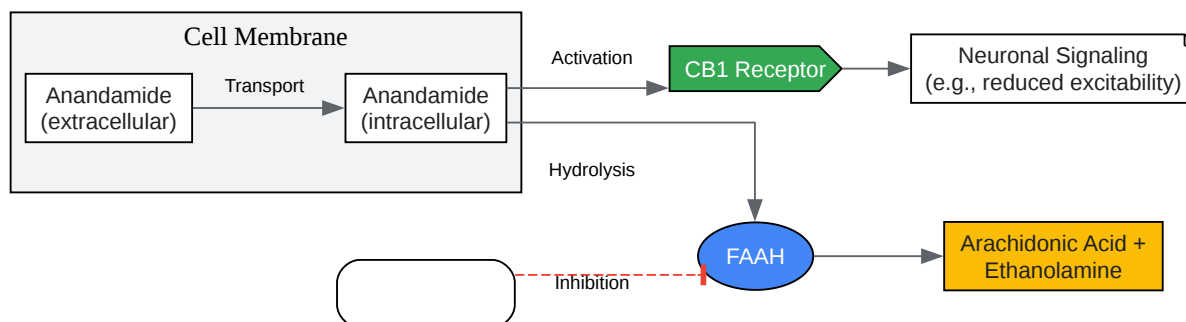 Cell Membrane
Anandamide
(extracellular)
Transport
Anandamide
(intracellular)
Activation
CB1 Receptor
Neuronal Signaling
(e.g., reduced excitability)
Hydrolysis
FAAH
Arachidonic Acid +
Ethanolamine
Inhibition